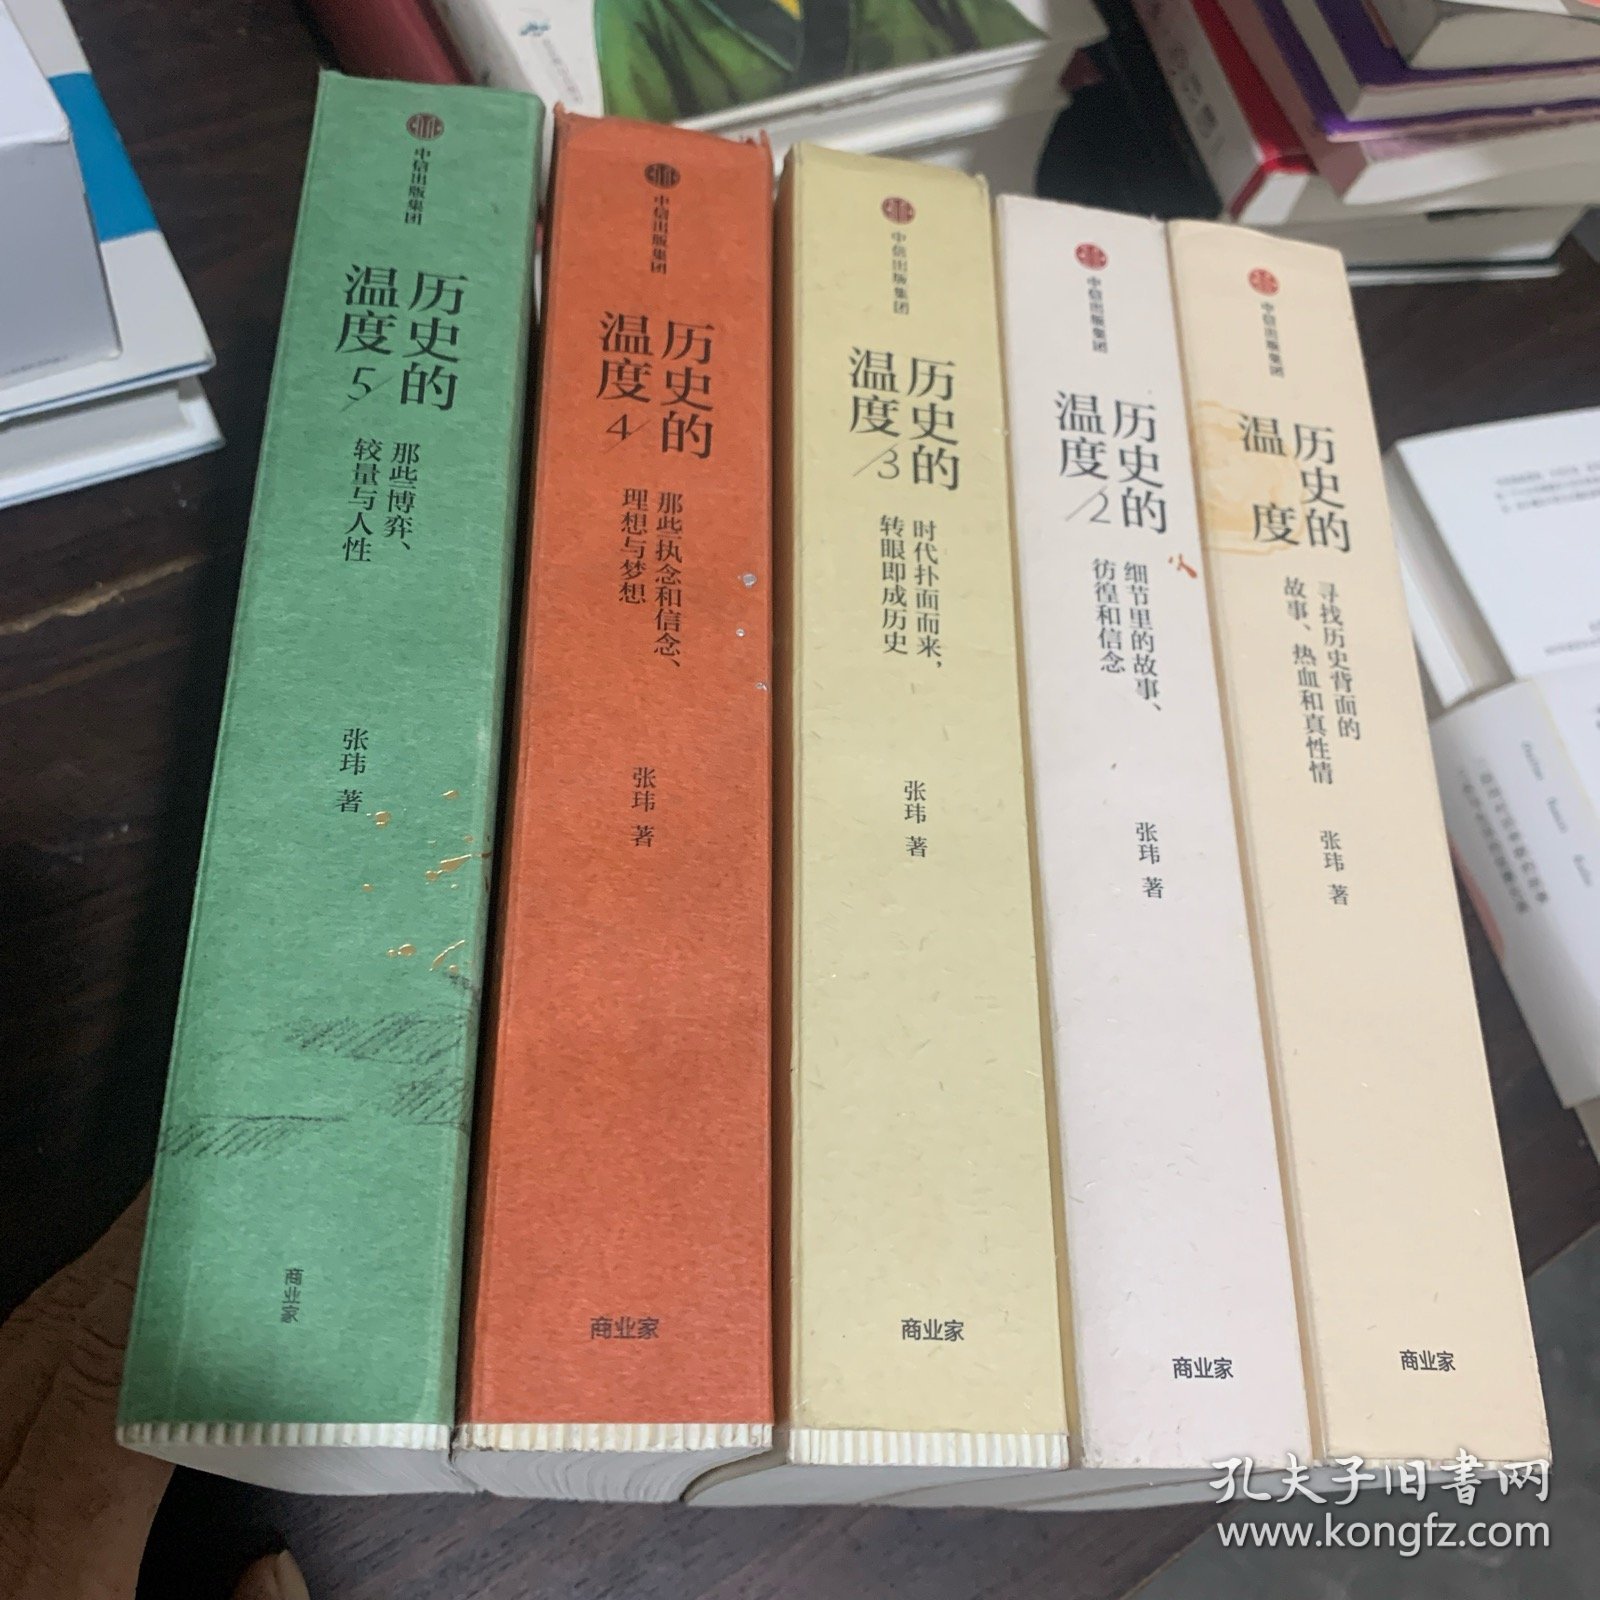 中信出版集团
历史的
温度5
那些博弈、
较量与人性
张玮 著
商业家
中信出版集团
历史的
温度4
那些执念和信念、
理想与梦想
张玮 著
商业家
中信出版集团
历史的
温度3
时代扑面而来，
转眼即成历史
张玮 著
商业家
中信出版集团
历史的
温度2
细节里的故事、
彷徨和信念
张玮 著
商业家
中信出版集团
历史的
温度
寻找历史背面的
故事、热血和真性情
张玮 著
商业家
孔夫子旧书网
www.kongfz.com